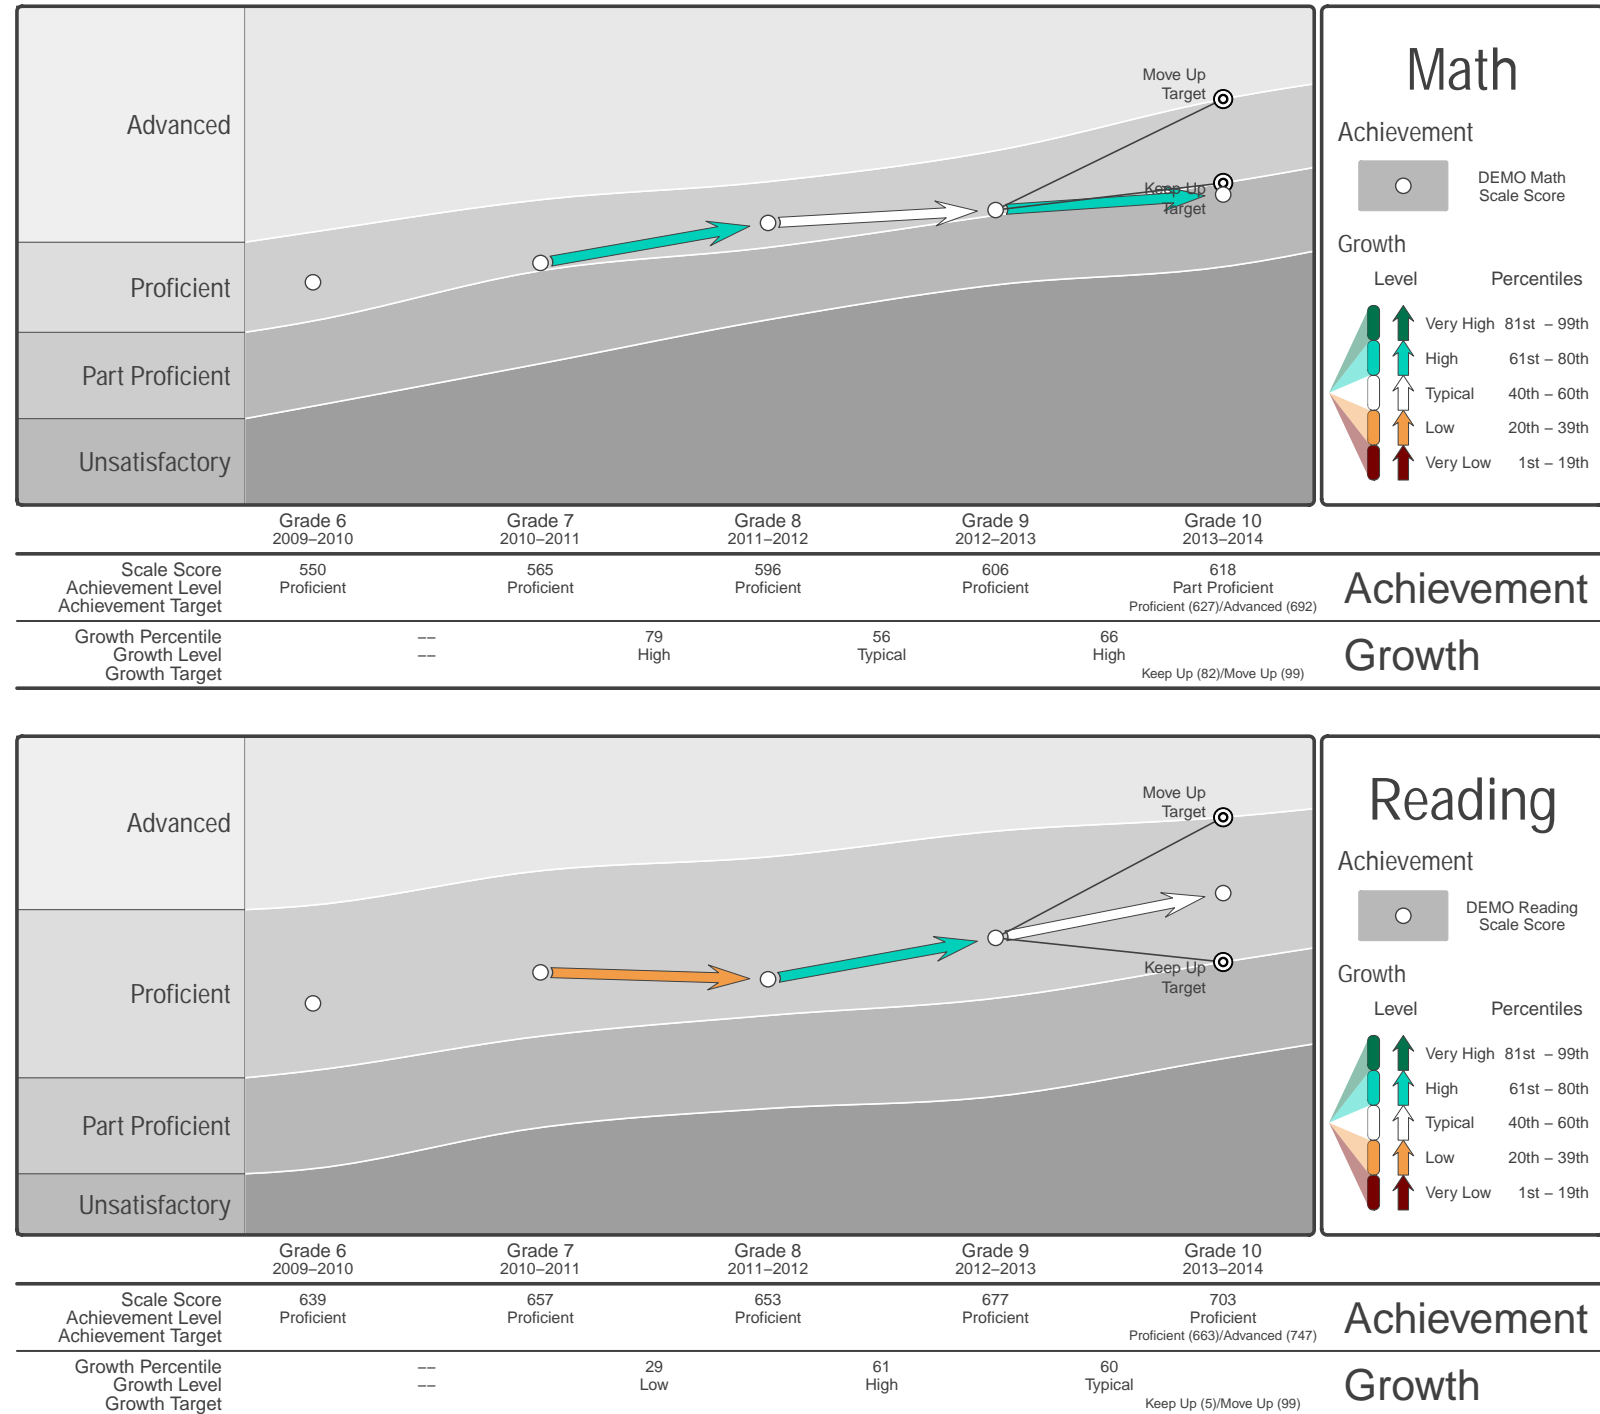 Advanced
Proficient
Part Proficient
Unsatisfactory
Move Up
Target
Keep Up
Target
Math
Achievement
DEMO Math
Scale Score
Growth
Level Percentiles
Very High 81st – 99th
High 61st – 80th
Typical 40th – 60th
Low 20th – 39th
Very Low 1st – 19th
Grade 6 Grade 7 Grade 8 Grade 9 Grade 10
2009–2010 2010–2011 2011–2012 2012–2013 2013–2014
Scale Score 550 565 596 606 618
Achievement Level Proficient Proficient Proficient Proficient Part Proficient
Achievement Target Proficient (627)/Advanced (692)
Achievement
Growth Percentile –– 79 56 66
Growth Level –– High Typical High
Growth Target Keep Up (82)/Move Up (99)
Growth
Advanced
Proficient
Part Proficient
Unsatisfactory
Move Up
Target
Keep Up
Target
Reading
Achievement
DEMO Reading
Scale Score
Growth
Level Percentiles
Very High 81st – 99th
High 61st – 80th
Typical 40th – 60th
Low 20th – 39th
Very Low 1st – 19th
Grade 6 Grade 7 Grade 8 Grade 9 Grade 10
2009–2010 2010–2011 2011–2012 2012–2013 2013–2014
Scale Score 639 657 653 677 703
Achievement Level Proficient Proficient Proficient Proficient Proficient
Achievement Target Proficient (663)/Advanced (747)
Achievement
Growth Percentile –– 29 61 60
Growth Level –– Low High Typical
Growth Target Keep Up (5)/Move Up (99)
Growth